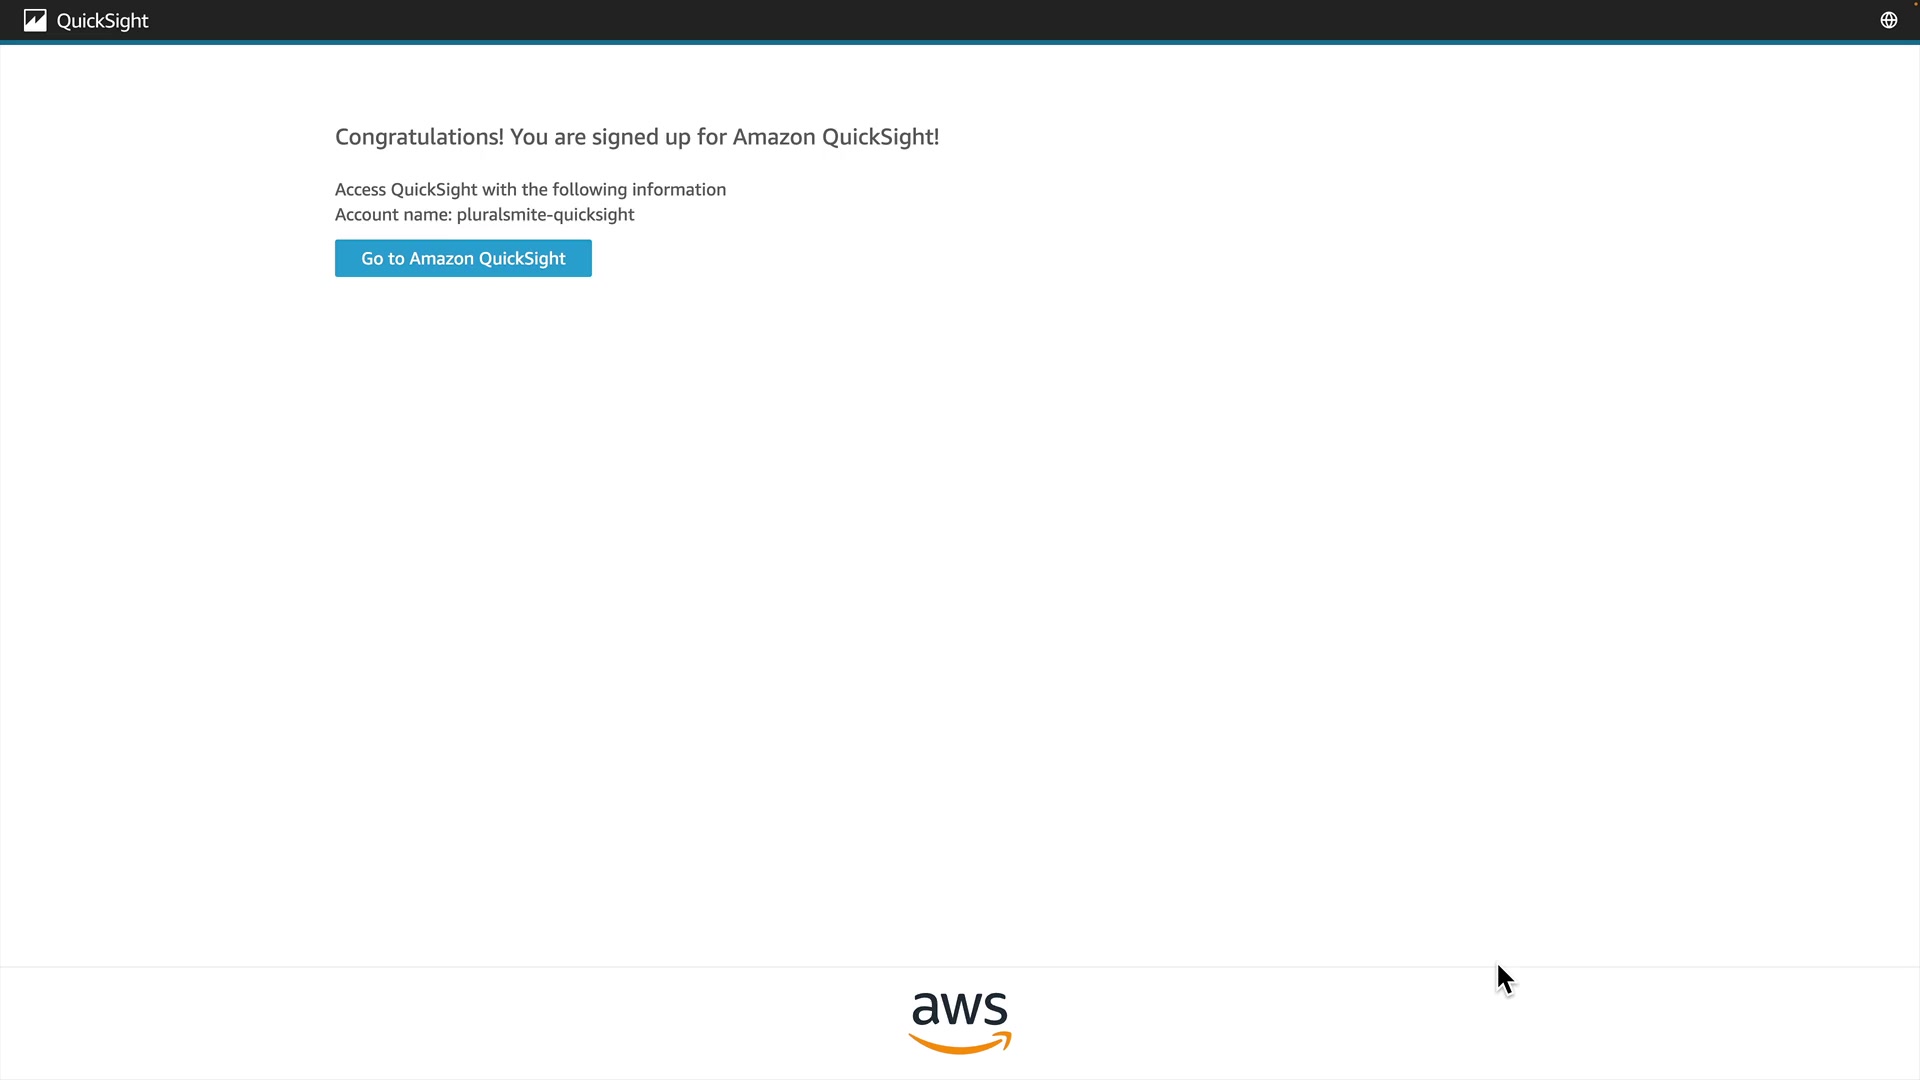 QuickSight
Congratulations! You are signed up for Amazon QuickSight!
Access QuickSight with the following information
Account name: pluralsmite-quicksight
Go to Amazon QuickSight
aws